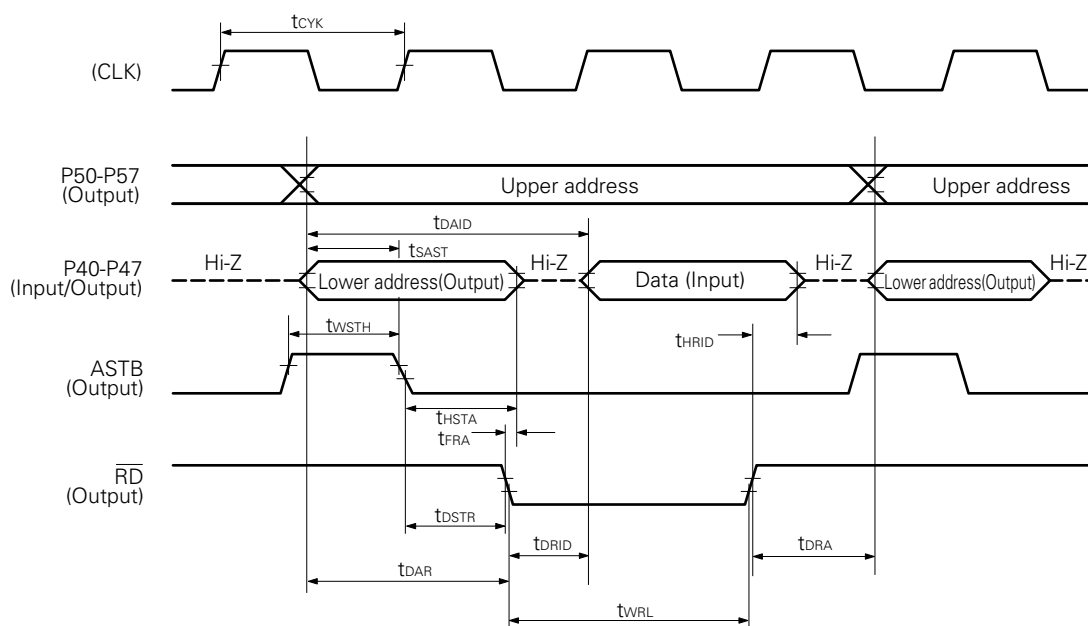 tCYK
(CLK)
P50-P57
(Output)
Upper address
Upper address
tDAID
tSAST
P40-P47
(Input/Output)
Hi-Z
Lower address(Output)
Hi-Z
Data (Input)
Hi-Z
Lower address(Output)
Hi-Z
tWSTH
tHRID
ASTB
(Output)
tHSTA
tFRA
RD
(Output)
tDSTR
tDRID
tDRA
tDAR
tWRL